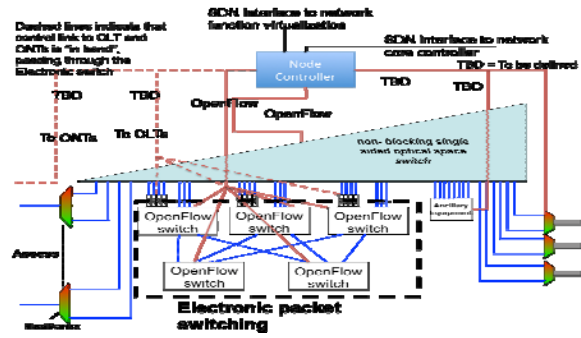 SDN Interface to network
function virtualization
Dashed lines indicate that
control link to OLT and
ONTs is "in band",
passing through the
Electronic switch
SDN Interface to network
core controller
Node
Controller
TBD = To be defined
TBD
TBD
TBD
TBD
OpenFlow
OpenFlow
To ONTs
To OLTs
non- blocking single
sided optical space
switch
OpenFlow
switch
OpenFlow
switch
OpenFlow
switch
Ancillary
Equipment
Access
OpenFlow
switch
OpenFlow
switch
Electronic packet
switching